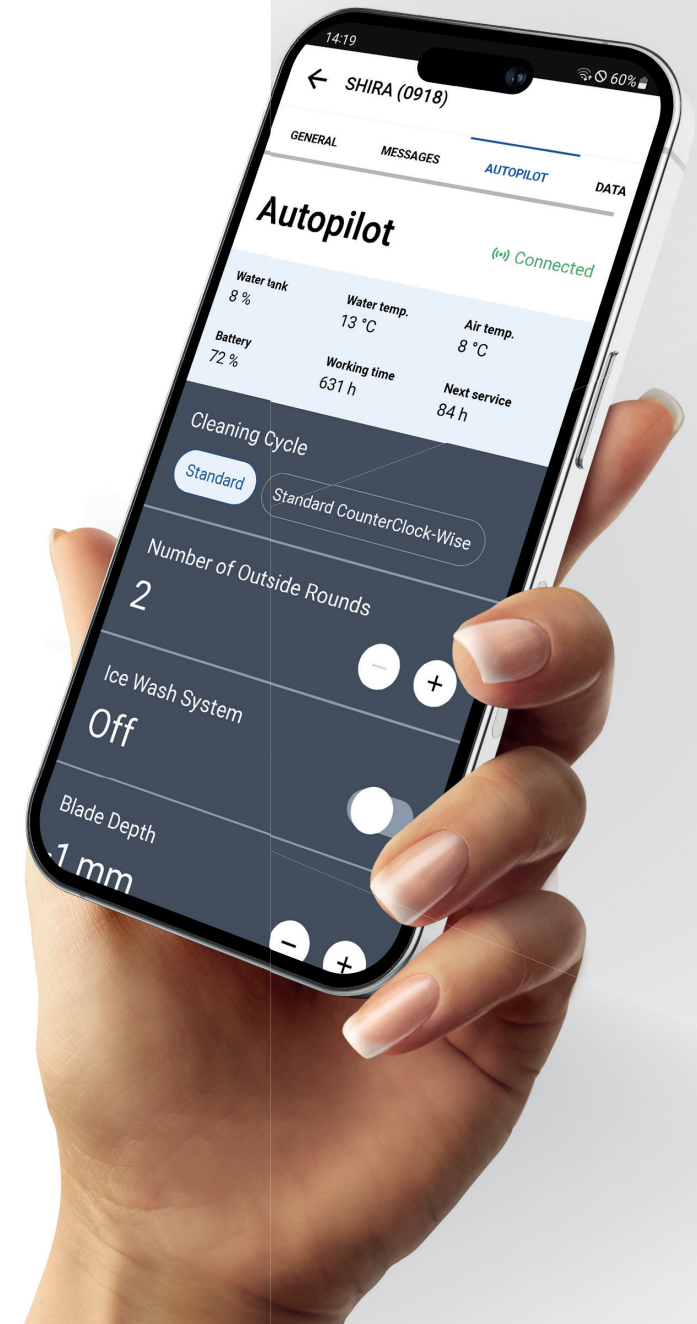 14:19
60%
SHIRA (0918)
GENERAL MESSAGES AUTOPILOT DATA
Autopilot
Connected
Water tank Water temp. Air temp.
8 % 13 °C 8 °C
Battery Working time Next service
72 % 631 h 84 h
Cleaning Cycle
Standard Standard CounterClock-Wise
Number of Outside Rounds
2
− +
Ice Wash System
Off
Blade Depth
-1 mm
− +